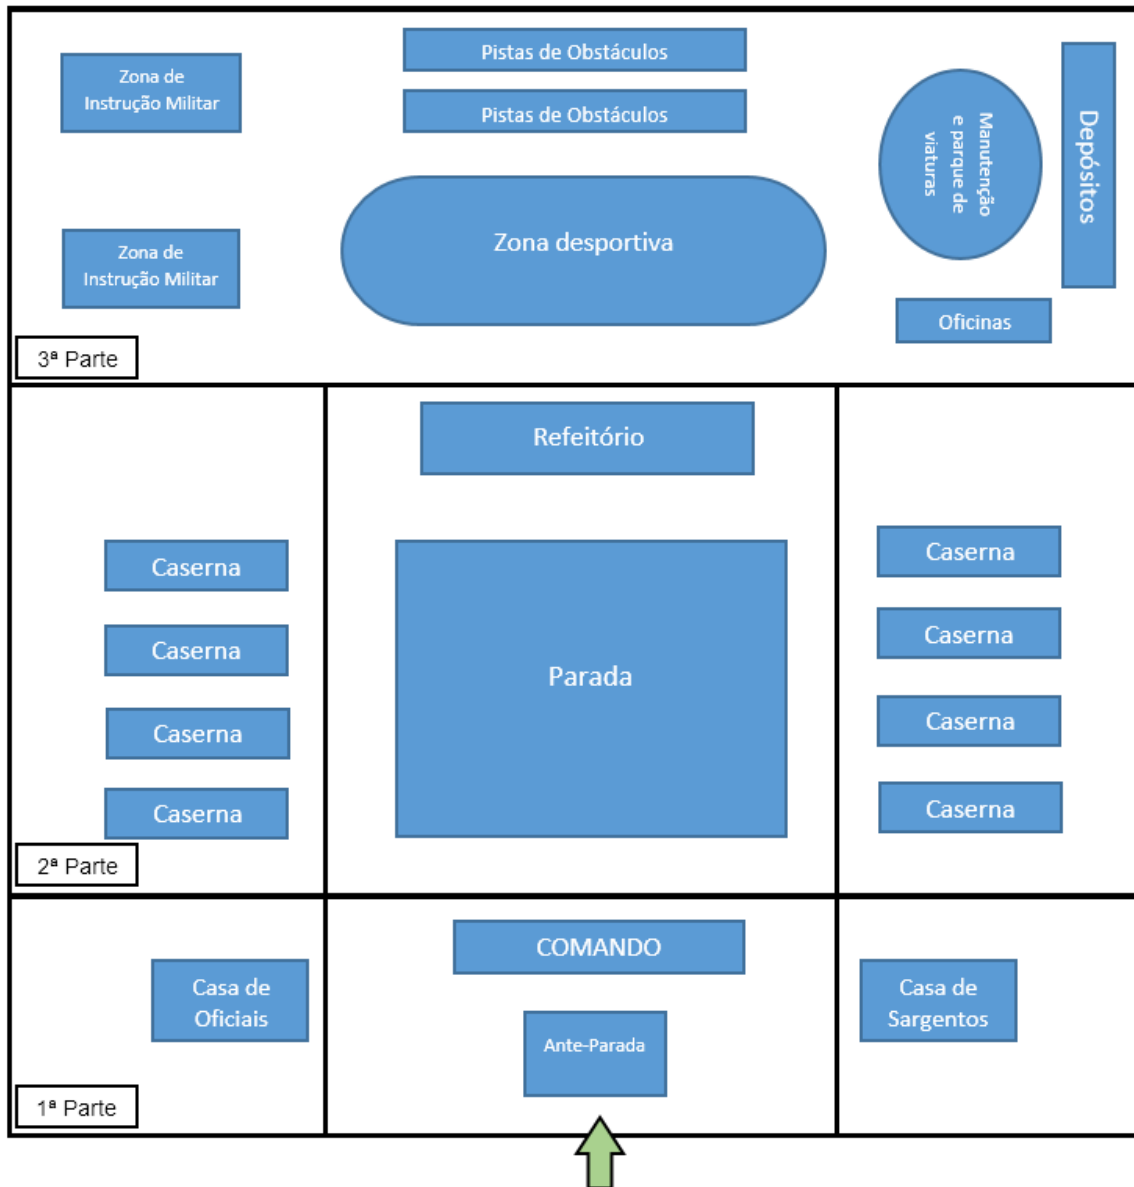 Zona de
Instrução Militar
Pistas de Obstáculos
Pistas de Obstáculos
Manutenção
e parque de
viaturas
Depósitos
Zona de
Instrução Militar
Zona desportiva
Oficinas
3ª Parte
Refeitório
Caserna
Caserna
Caserna
Caserna
Parada
Caserna
Caserna
Caserna
Caserna
2ª Parte
COMANDO
Casa de
Oficiais
Ante-Parada
Casa de
Sargentos
1ª Parte